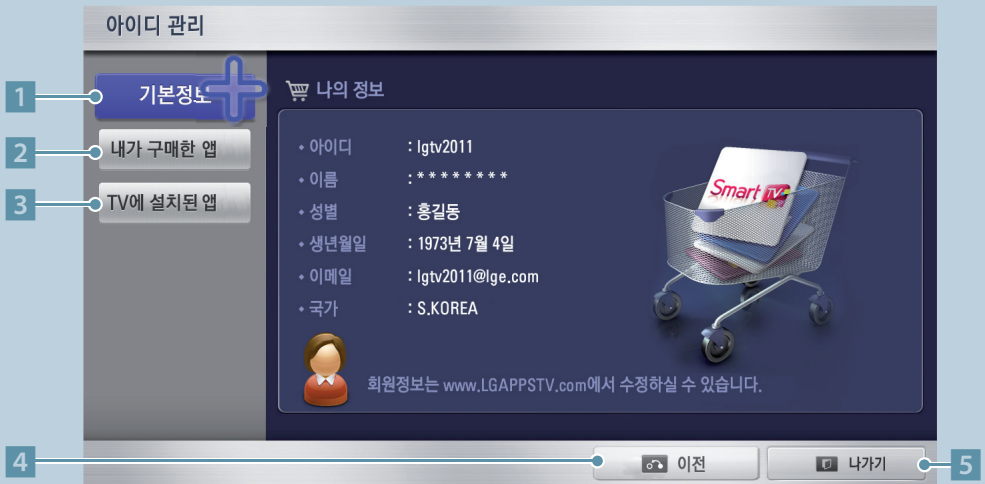 아이디 관리
1 기본정보
2 내가 구매한 앱
3 TV에 설치된 앱
나의 정보
• 아이디 : lgtv2011
• 이름 : * * * * * * * *
• 성별 : 홍길동
• 생년월일 : 1973년 7월 4일
• 이메일 : lgtv2011@lge.com
• 국가 : S.KOREA
Smart TV
회원정보는 www.LGAPPSTV.com에서 수정하실 수 있습니다.
4 이전
나가기 5